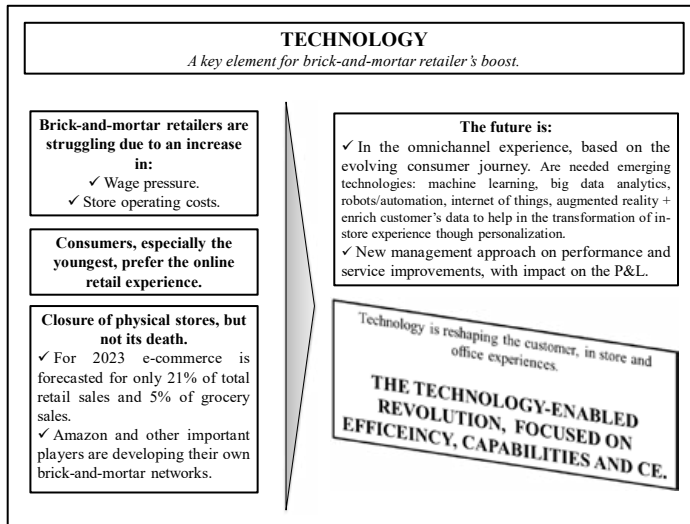 TECHNOLOGY
A key element for brick-and-mortar retailer's boost.
Brick-and-mortar retailers are
struggling due to an increase
in:
✓ Wage pressure.
✓ Store operating costs.
Consumers, especially the
youngest, prefer the online
retail experience.
Closure of physical stores, but
not its death.
✓ For 2023 e-commerce is
forecasted for only 21% of total
retail sales and 5% of grocery
sales.
✓ Amazon and other important
players are developing their own
brick-and-mortar networks.
The future is:
✓ In the omnichannel experience, based on the
evolving consumer journey. Are needed emerging
technologies: machine learning, big data analytics,
robots/automation, internet of things, augmented reality +
enrich customer's data to help in the transformation of in-
store experience though personalization.
✓ New management approach on performance and
service improvements, with impact on the P&L.
Technology is reshaping the customer, in store and
office experiences.
THE TECHNOLOGY-ENABLED
REVOLUTION, FOCUSED ON
EFFICEINCY, CAPABILITIES AND CE.